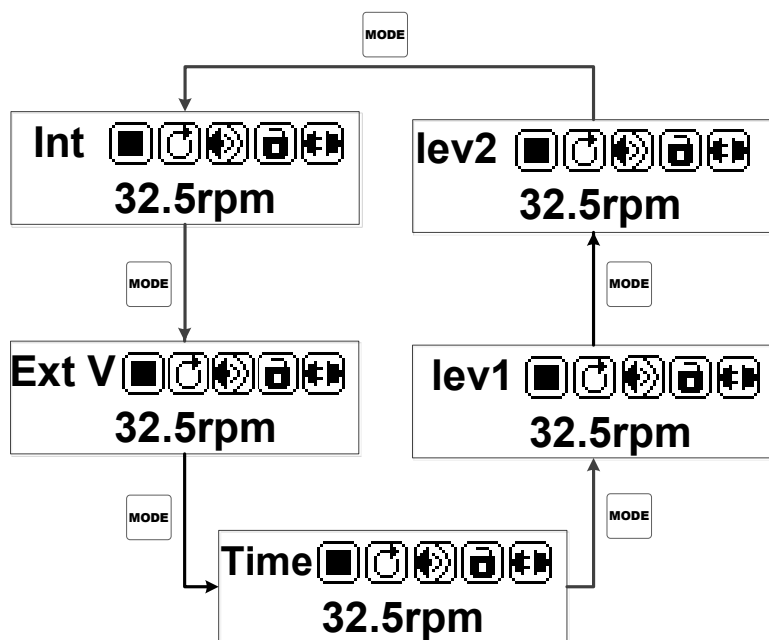 MODE
Int
32.5rpm
lev2
32.5rpm
MODE
MODE
Ext V
32.5rpm
lev1
32.5rpm
MODE
MODE
Time
32.5rpm